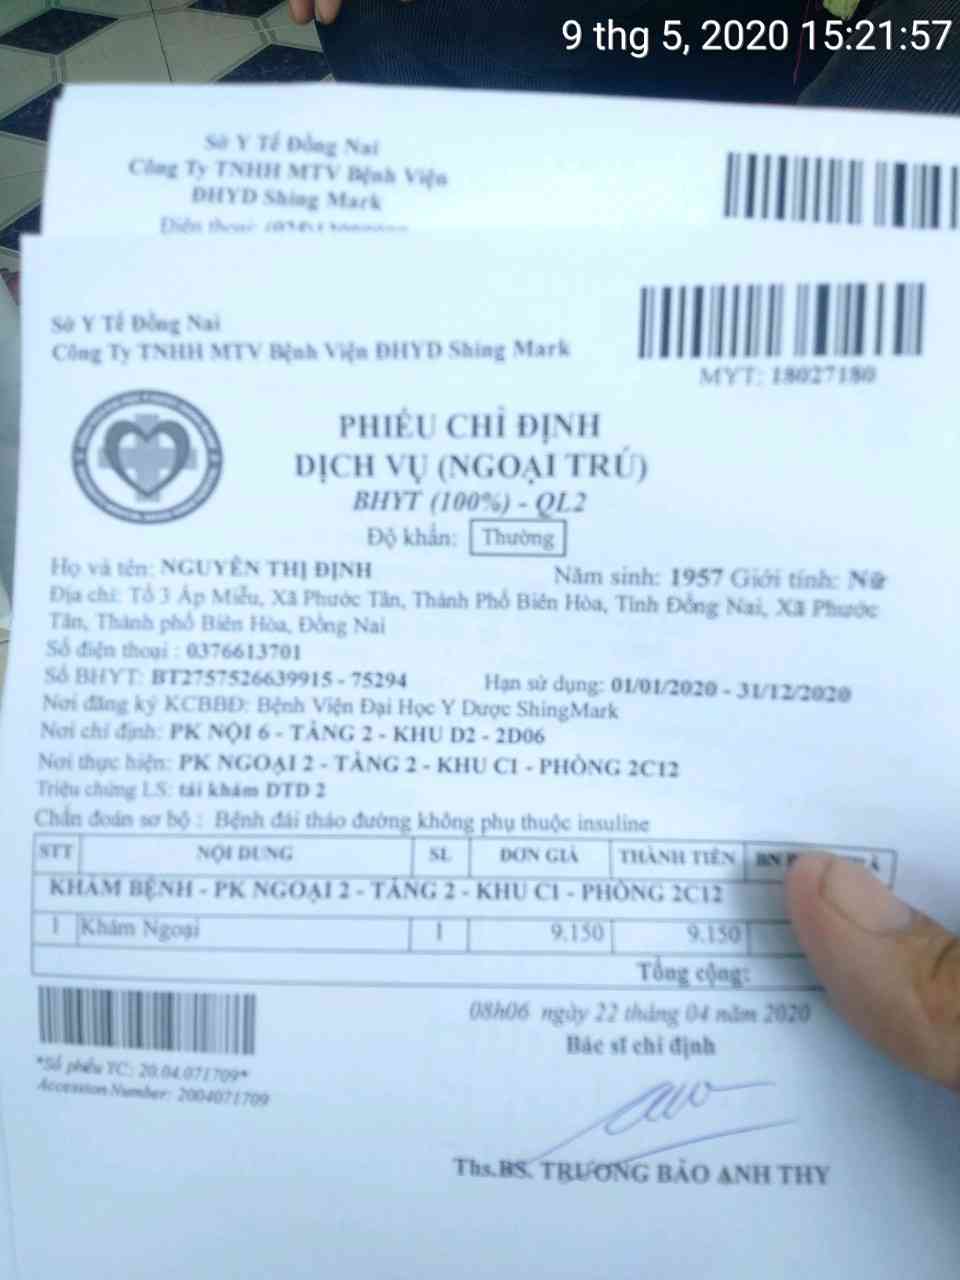 9 thg 5, 2020 15:21:57
Sở Y Tế Đồng Nai
Công Ty TNHH MTV Bệnh Viện
ĐHYD Shing Mark
Điện thoại:
Sở Y Tế Đồng Nai
Công Ty TNHH MTV Bệnh Viện ĐHYD Shing Mark
MYT: 18027180
PHIẾU CHỈ ĐỊNH
DỊCH VỤ (NGOẠI TRÚ)
BHYT (100%) - QL2
Độ khẩn: Thường
Họ và tên: NGUYỄN THỊ ĐỊNH Năm sinh: 1957 Giới tính: Nữ
Địa chỉ: Tổ 3 Ấp Miễu, Xã Phước Tân, Thành Phố Biên Hòa, Tỉnh Đồng Nai, Xã Phước
Tân, Thành phố Biên Hòa, Đồng Nai
Số điện thoại : 0376613701
Số BHYT: BT2757526639915 - 75294 Hạn sử dụng: 01/01/2020 - 31/12/2020
Nơi đăng ký KCBBĐ: Bệnh Viện Đại Học Y Dược ShingMark
Nơi chỉ định: PK NỘI 6 - TẦNG 2 - KHU D2 - 2D06
Nơi thực hiện: PK NGOẠI 2 - TẦNG 2 - KHU C1 - PHÒNG 2C12
Triệu chứng LS: tái khám DTD 2
Chẩn đoán sơ bộ : Bệnh đái tháo đường không phụ thuộc insuline
STT NỘI DUNG SL ĐƠN GIÁ THÀNH TIỀN BN
KHÁM BỆNH - PK NGOẠI 2 - TẦNG 2 - KHU C1 - PHÒNG 2C12
1 Khám Ngoại 1 9.150 9.150
Tổng cộng:
08h06 ngày 22 tháng 04 năm 2020
Bác sĩ chỉ định
*Số phiếu TC: 20.04.071709*
Accession Number: 2004071709
Ths.BS. TRƯƠNG BẢO ANH THY